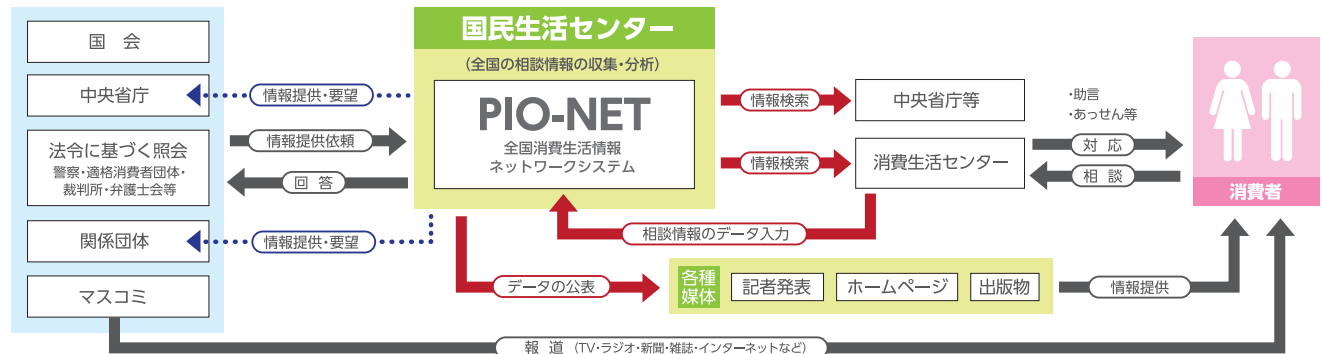 国 会
中央省庁
法令に基づく照会
警察・適格消費者団体・
裁判所・弁護士会等
関係団体
マスコミ
情報提供・要望
情報提供依頼
回 答
情報提供・要望
国民生活センター
(全国の相談情報の収集・分析)
PIO-NET
全国消費生活情報
ネットワークシステム
情報検索
情報検索
中央省庁等
消費生活センター
・助言
・あっせん等
対 応
相 談
消費者
相談情報のデータ入力
データの公表
各種
媒体
記者発表
ホームページ
出版物
情報提供
報 道 (TV・ラジオ・新聞・雑誌・インターネットなど)